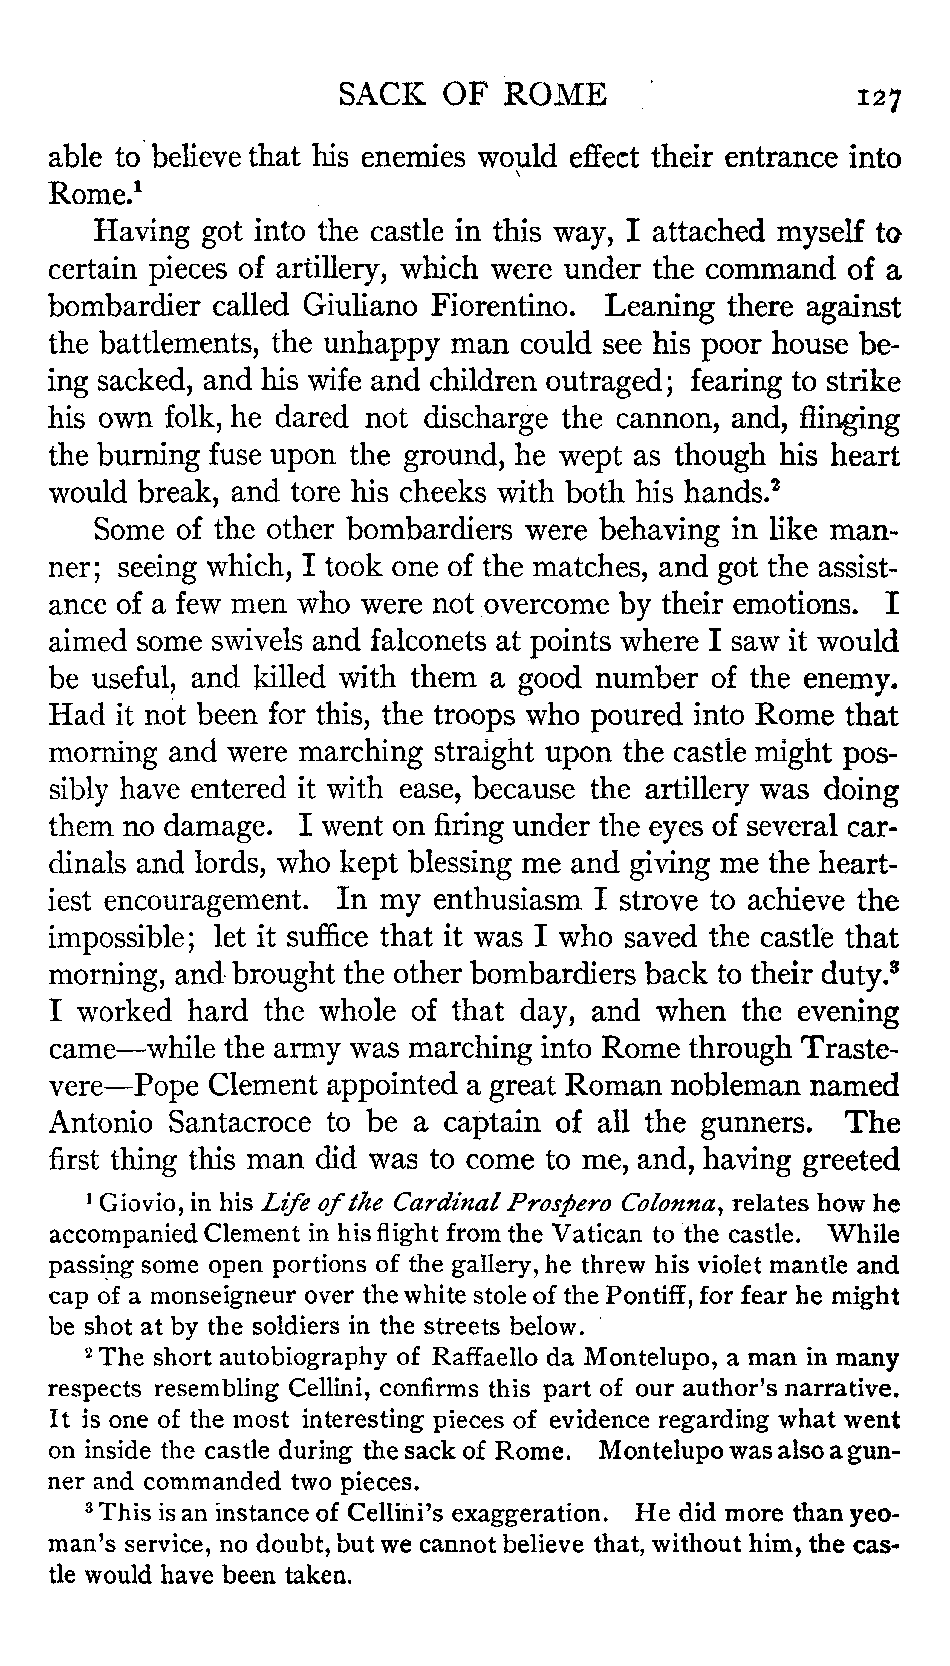 SACK OF ROME 127
able to believe that his enemies would effect their entrance into
Rome.¹
Having got into the castle in this way, I attached myself to
certain pieces of artillery, which were under the command of a
bombardier called Giuliano Fiorentino. Leaning there against
the battlements, the unhappy man could see his poor house be-
ing sacked, and his wife and children outraged; fearing to strike
his own folk, he dared not discharge the cannon, and, flinging
the burning fuse upon the ground, he wept as though his heart
would break, and tore his cheeks with both his hands.²
Some of the other bombardiers were behaving in like man-
ner; seeing which, I took one of the matches, and got the assist-
ance of a few men who were not overcome by their emotions. I
aimed some swivels and falconets at points where I saw it would
be useful, and killed with them a good number of the enemy.
Had it not been for this, the troops who poured into Rome that
morning and were marching straight upon the castle might pos-
sibly have entered it with ease, because the artillery was doing
them no damage. I went on firing under the eyes of several car-
dinals and lords, who kept blessing me and giving me the heart-
iest encouragement. In my enthusiasm I strove to achieve the
impossible; let it suffice that it was I who saved the castle that
morning, and brought the other bombardiers back to their duty.³
I worked hard the whole of that day, and when the evening
came—while the army was marching into Rome through Traste-
vere—Pope Clement appointed a great Roman nobleman named
Antonio Santacroce to be a captain of all the gunners. The
first thing this man did was to come to me, and, having greeted
¹ Giovio, in his Life of the Cardinal Prospero Colonna, relates how he
accompanied Clement in his flight from the Vatican to the castle. While
passing some open portions of the gallery, he threw his violet mantle and
cap of a monseigneur over the white stole of the Pontiff, for fear he might
be shot at by the soldiers in the streets below.
² The short autobiography of Raffaello da Montelupo, a man in many
respects resembling Cellini, confirms this part of our author's narrative.
It is one of the most interesting pieces of evidence regarding what went
on inside the castle during the sack of Rome. Montelupo was also a gun-
ner and commanded two pieces.
³ This is an instance of Cellini's exaggeration. He did more than yeo-
man's service, no doubt, but we cannot believe that, without him, the cas-
tle would have been taken.